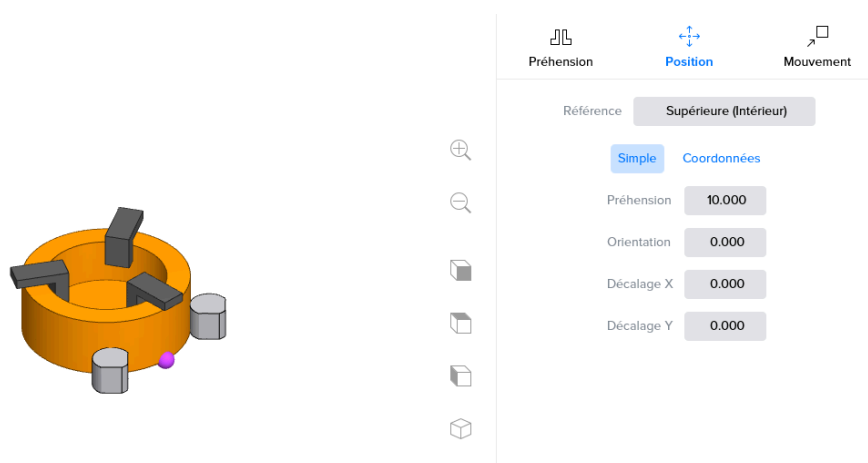 Préhension
Position
Mouvement
Référence
Supérieure (Intérieur)
Simple
Coordonnées
Préhension
10.000
Orientation
0.000
Décalage X
0.000
Décalage Y
0.000